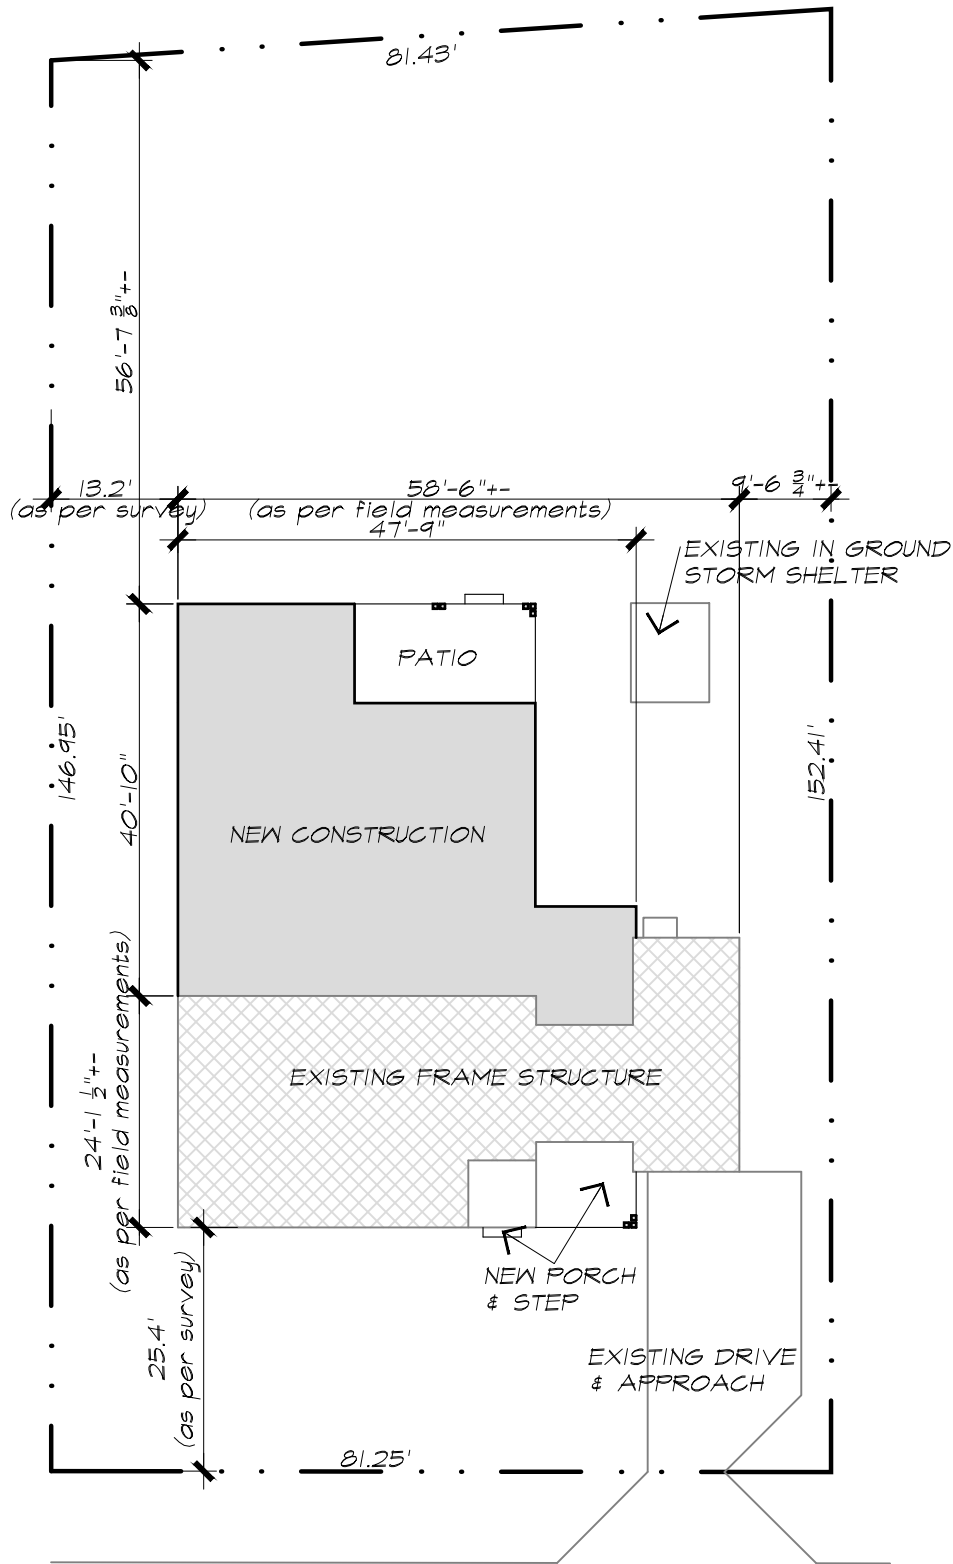 81.43'
56'-7 3/8"+-
13.2'
(as per survey)
58'-6"+-
(as per field measurements)
9'-6 3/4"+-
47'-9"
EXISTING IN GROUND
STORM SHELTER
PATIO
146.95'
152.41'
40'-10"
NEW CONSTRUCTION
24'-1 1/2"+-
(as per field measurements)
EXISTING FRAME STRUCTURE
NEW PORCH
& STEP
25.4'
(as per survey)
EXISTING DRIVE
& APPROACH
81.25'